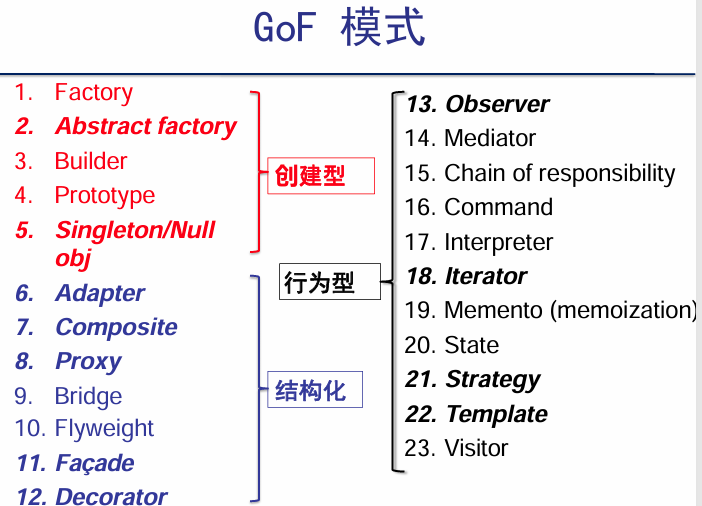 GoF 模式
1. Factory
2. Abstract factory
3. Builder
4. Prototype
5. Singleton/Null
obj
创建型
6. Adapter
7. Composite
8. Proxy
9. Bridge
10. Flyweight
11. Façade
12. Decorator
结构化
行为型
13. Observer
14. Mediator
15. Chain of responsibility
16. Command
17. Interpreter
18. Iterator
19. Memento (memoization)
20. State
21. Strategy
22. Template
23. Visitor